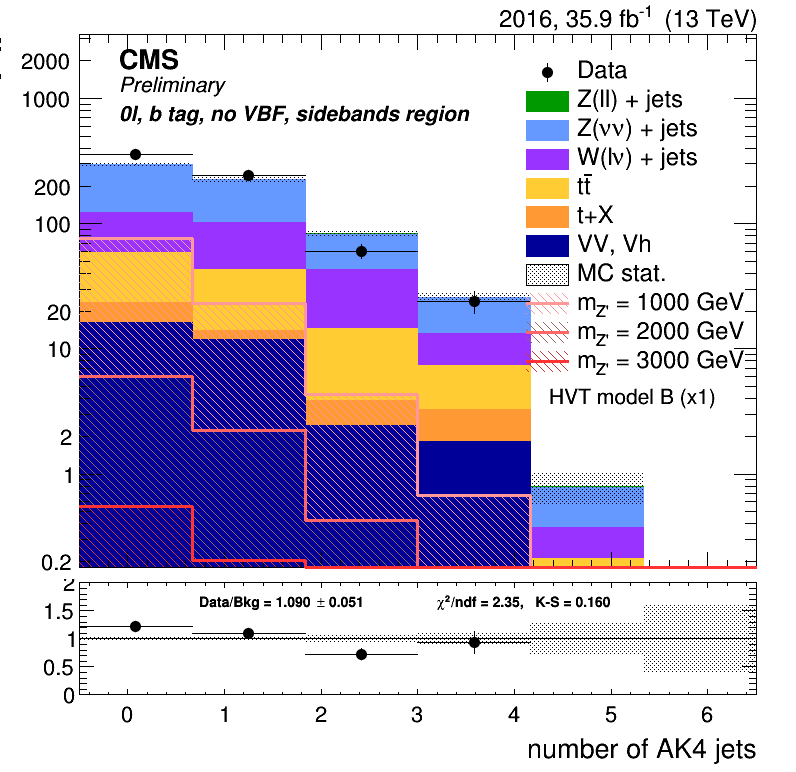 2016, 35.9 fb⁻¹ (13 TeV)
CMS
Preliminary
0l, b tag, no VBF, sidebands region
Data
Z(ll) + jets
Z(νν) + jets
W(lν) + jets
tt̄
t+X
VV, Vh
MC stat.
m_Z' = 1000 GeV
m_Z' = 2000 GeV
m_Z' = 3000 GeV
HVT model B (x1)
2000
1000
200
100
20
10
2
1
0.2
Data/Bkg = 1.090 ± 0.051
χ²/ndf = 2.35, K-S = 0.160
2
1.5
1
0.5
0
0 1 2 3 4 5 6
number of AK4 jets